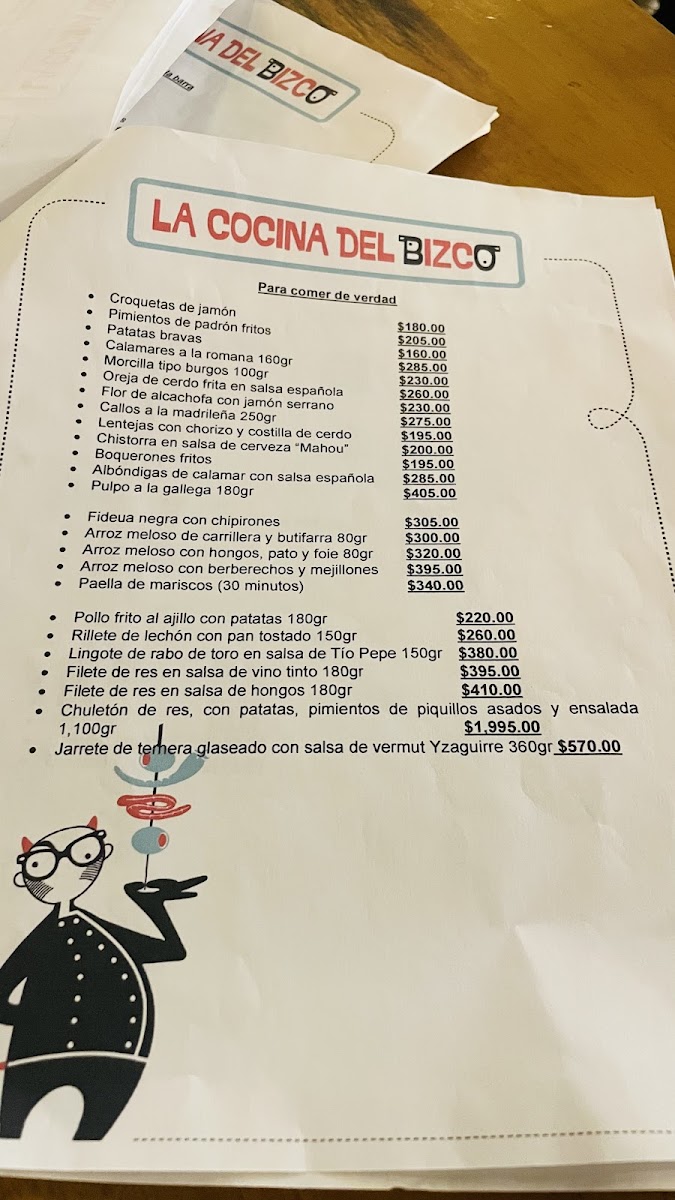 NA DEL BIZCO
la barra
LA COCINA DEL BIZCO
Para comer de verdad
• Croquetas de jamón $180.00
• Pimientos de padrón fritos $205.00
• Patatas bravas $160.00
• Calamares a la romana 160gr $285.00
• Morcilla tipo burgos 100gr $230.00
• Oreja de cerdo frita en salsa española $260.00
• Flor de alcachofa con jamón serrano $230.00
• Callos a la madrileña 250gr $275.00
• Lentejas con chorizo y costilla de cerdo $195.00
• Chistorra en salsa de cerveza “Mahou” $200.00
• Boquerones fritos $195.00
• Albóndigas de calamar con salsa española $285.00
• Pulpo a la gallega 180gr $405.00
• Fideua negra con chipirones $305.00
• Arroz meloso de carrillera y butifarra 80gr $300.00
• Arroz meloso con hongos, pato y foie 80gr $320.00
• Arroz meloso con berberechos y mejillones $395.00
• Paella de mariscos (30 minutos) $340.00
• Pollo frito al ajillo con patatas 180gr $220.00
• Rillete de lechón con pan tostado 150gr $260.00
• Lingote de rabo de toro en salsa de Tío Pepe 150gr $380.00
• Filete de res en salsa de vino tinto 180gr $395.00
• Filete de res en salsa de hongos 180gr $410.00
• Chuletón de res, con patatas, pimientos de piquillos asados y ensalada
1,100gr $1,995.00
• Jarrete de ternera glaseado con salsa de vermut Yzaguirre 360gr $570.00